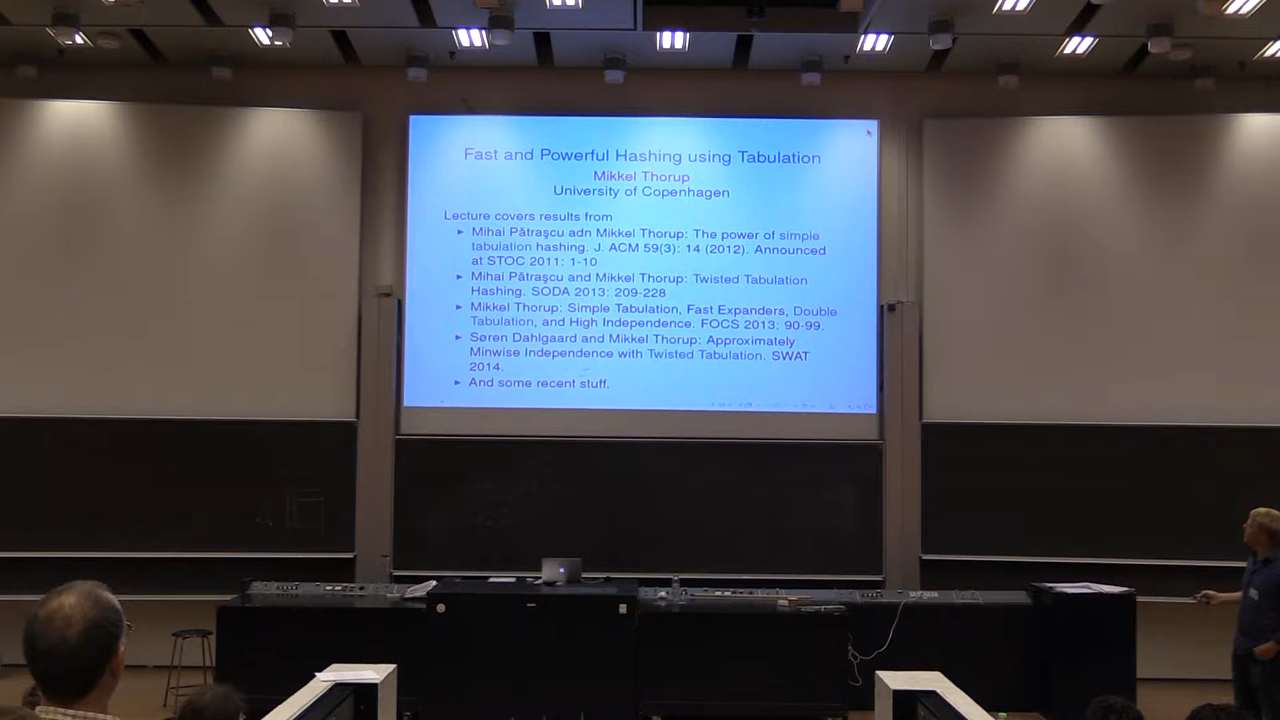 Fast and Powerful Hashing using Tabulation
Mikkel Thorup
University of Copenhagen
Lecture covers results from
► Mihai Pătraşcu adn Mikkel Thorup: The power of simple
tabulation hashing. J. ACM 59(3): 14 (2012). Announced
at STOC 2011: 1-10
► Mihai Pătraşcu and Mikkel Thorup: Twisted Tabulation
Hashing. SODA 2013: 209-228
► Mikkel Thorup: Simple Tabulation, Fast Expanders, Double
Tabulation, and High Independence. FOCS 2013: 90-99.
► Søren Dahlgaard and Mikkel Thorup: Approximately
Minwise Independence with Twisted Tabulation. SWAT
2014.
► And some recent stuff.